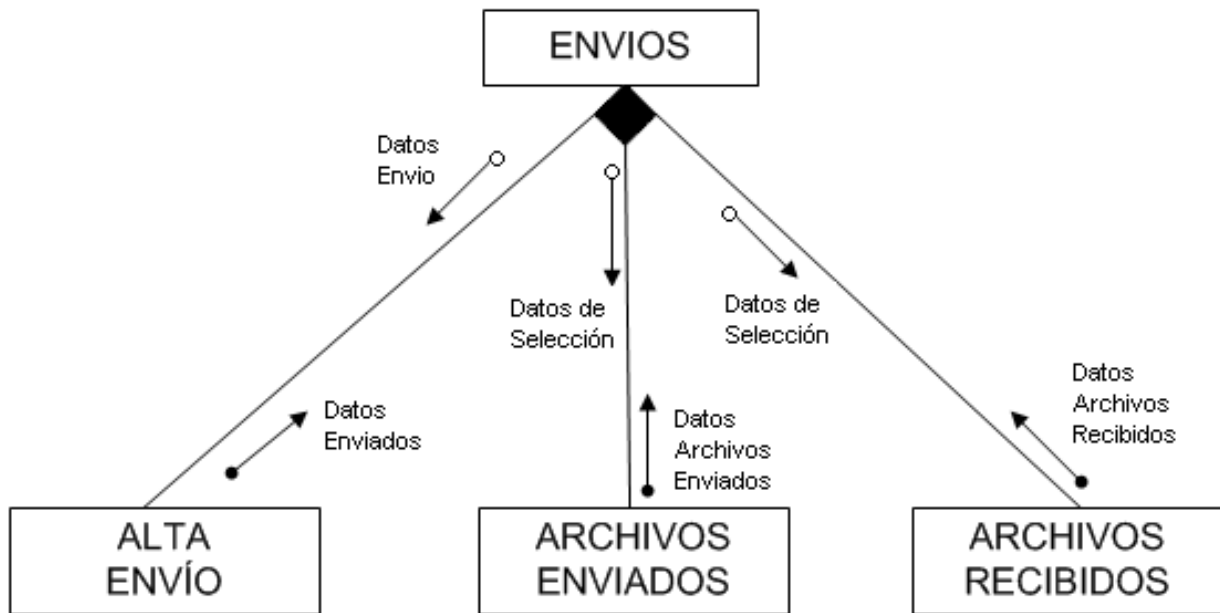 ENVIOS
Datos
Envio
Datos de
Selección
Datos de
Selección
Datos
Enviados
Datos
Archivos
Enviados
Datos
Archivos
Recibidos
ALTA
ENVÍO
ARCHIVOS
ENVIADOS
ARCHIVOS
RECIBIDOS